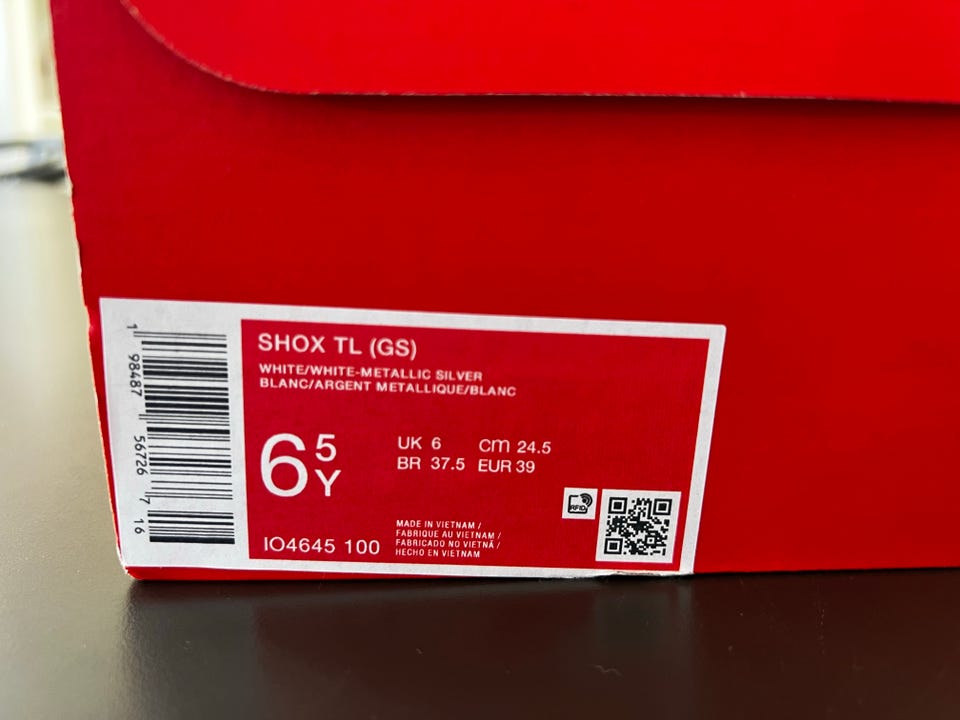 1 98487 56726 7 16
SHOX TL (GS)
WHITE/WHITE-METALLIC SILVER
BLANC/ARGENT METALLIQUE/BLANC
6 5 Y
UK 6 cm 24.5
BR 37.5 EUR 39
RFID
IO4645 100
MADE IN VIETNAM /
FABRIQUE AU VIETNAM /
FABRICADO NO VIETNÃ /
HECHO EN VIETNAM